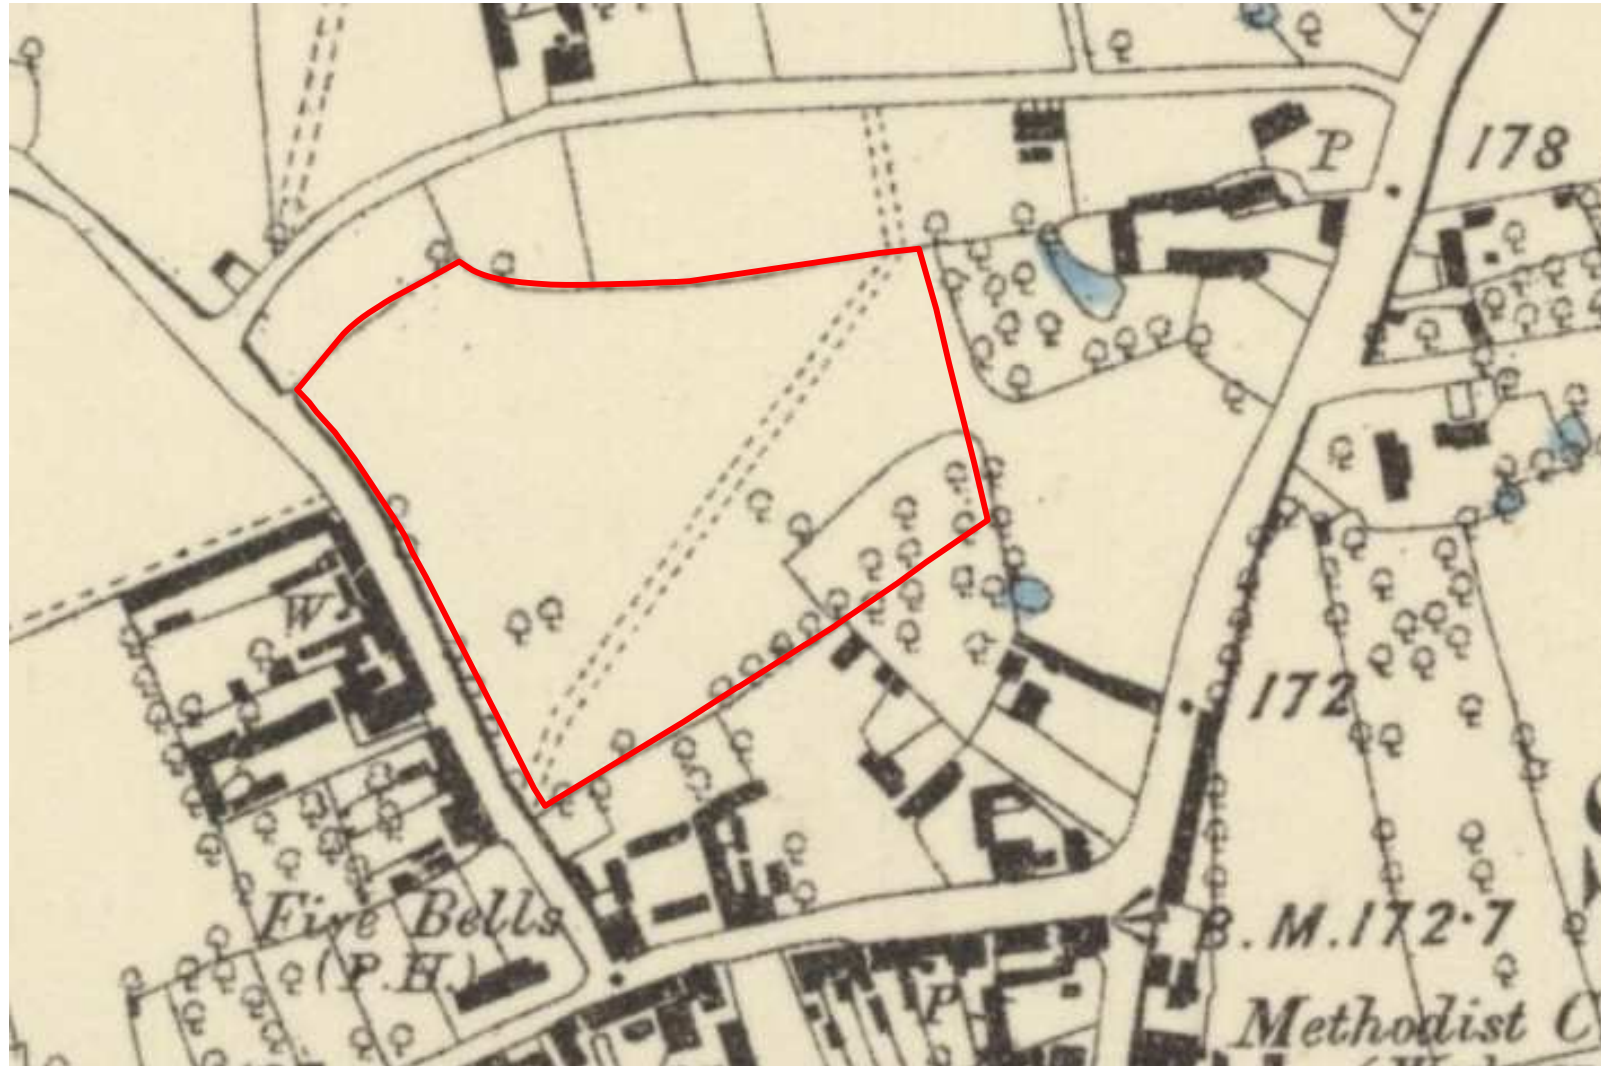 P
178
W
172
Five Bells
(P.H.)
B.M.172·7
P
Methodist C